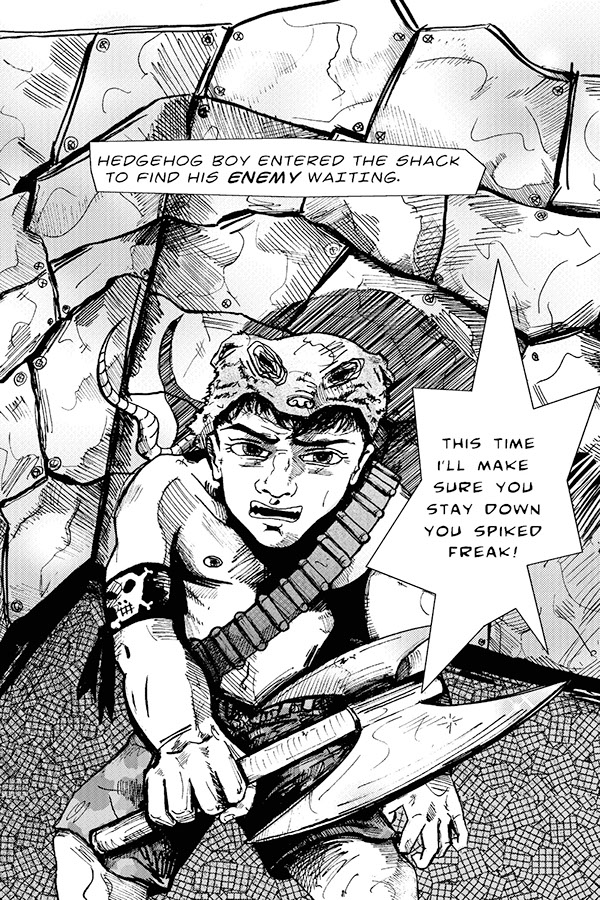 HEDGEHOG BOY ENTERED THE SHACK
TO FIND HIS ENEMY WAITING.
THIS TIME
I'LL MAKE
SURE YOU
STAY DOWN
YOU SPIKED
FREAK!